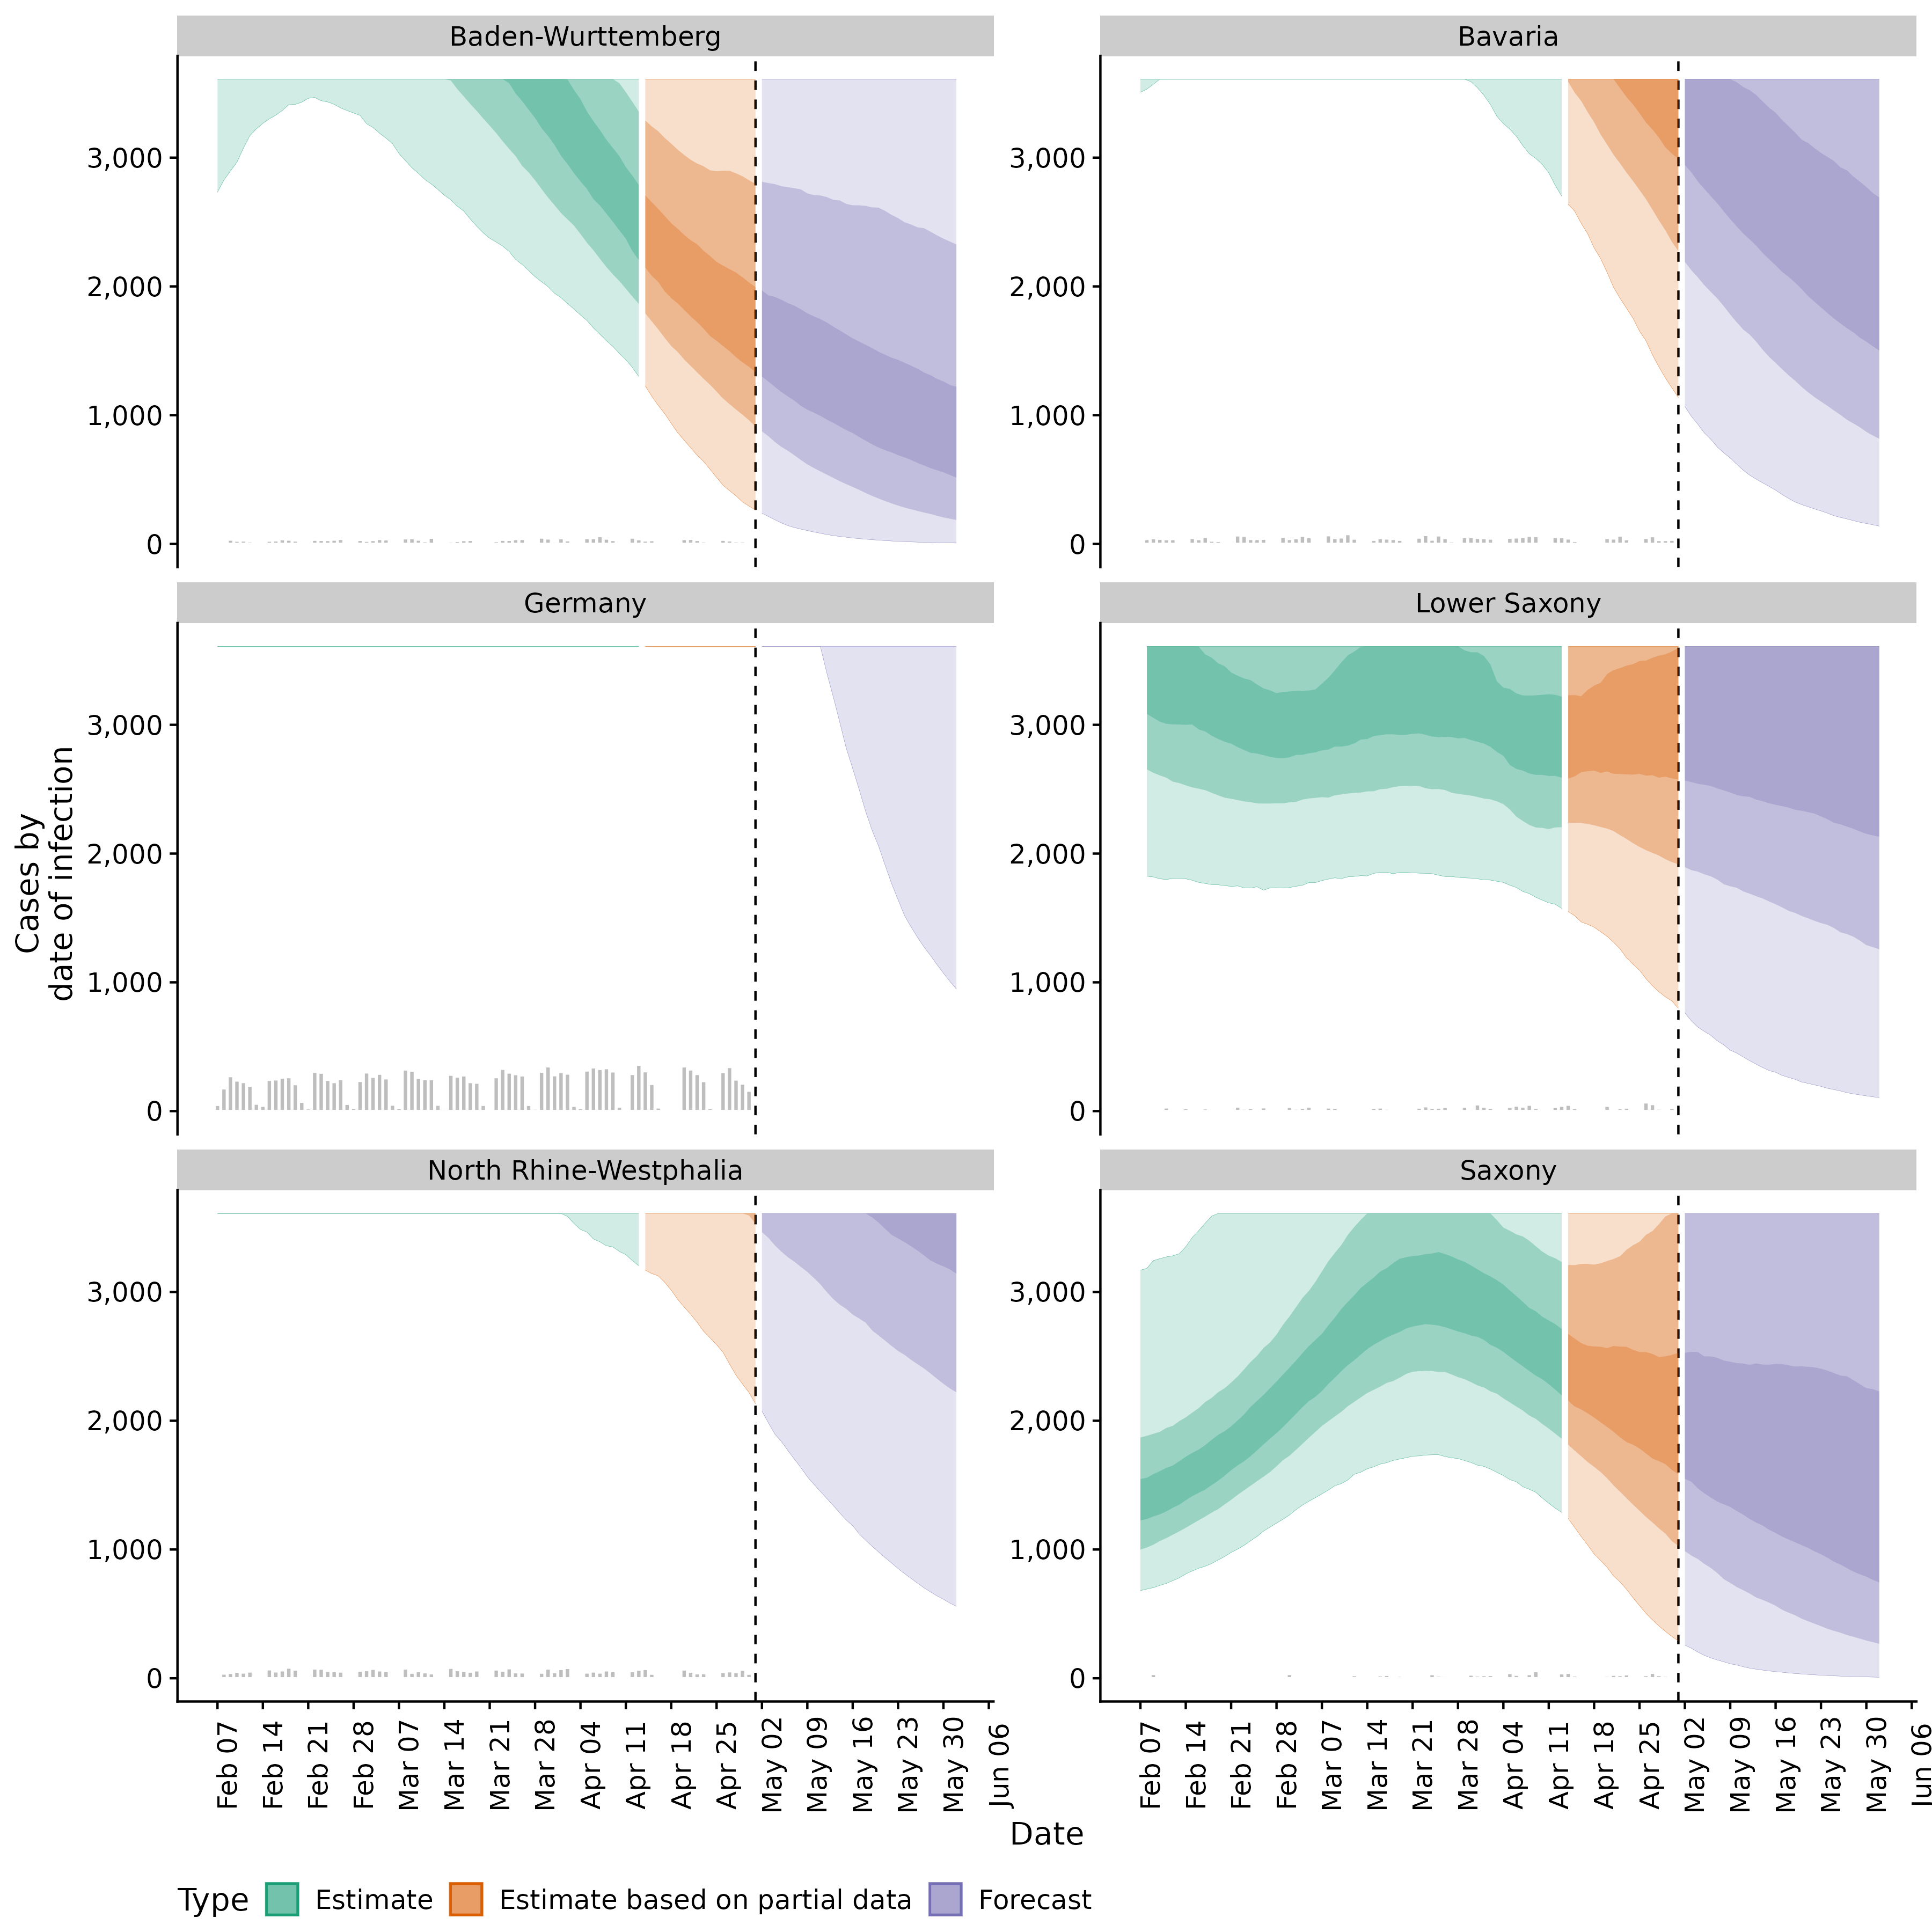 Baden-Wurttemberg
Bavaria
3,000
2,000
1,000
0
3,000
2,000
1,000
0
Germany
Lower Saxony
3,000
2,000
1,000
0
3,000
2,000
1,000
0
Cases by
date of infection
North Rhine-Westphalia
Saxony
3,000
2,000
1,000
0
3,000
2,000
1,000
0
Feb 07
Feb 14
Feb 21
Feb 28
Mar 07
Mar 14
Mar 21
Mar 28
Apr 04
Apr 11
Apr 18
Apr 25
May 02
May 09
May 16
May 23
May 30
Jun 06
Feb 07
Feb 14
Feb 21
Feb 28
Mar 07
Mar 14
Mar 21
Mar 28
Apr 04
Apr 11
Apr 18
Apr 25
May 02
May 09
May 16
May 23
May 30
Jun 06
Date
Type Estimate Estimate based on partial data Forecast